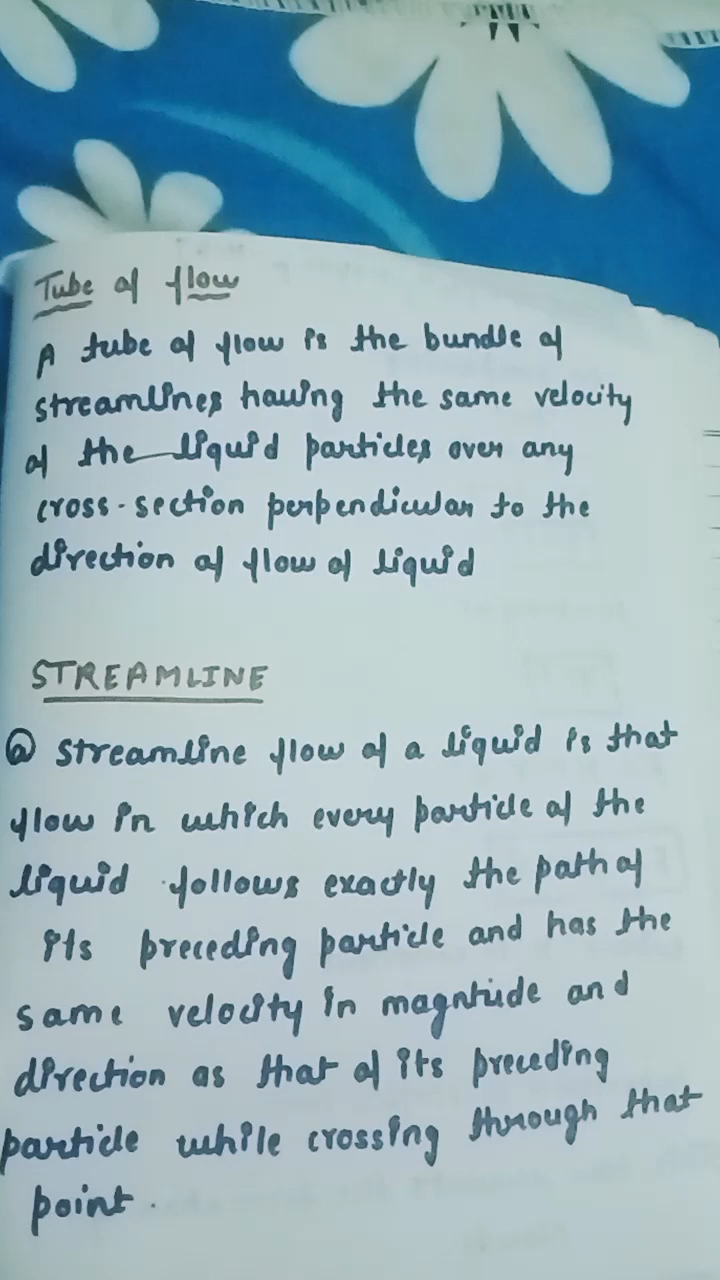 Tube of flow
A tube of flow is the bundle of
streamlines having the same velocity
of the liquid particles over any
cross-section perpendicular to the
direction of flow of liquid
STREAMLINE
@ streamline flow of a liquid is that
flow in which every particle of the
liquid follows exactly the path of
its preceding particle and has the
same velocity in magntude and
direction as that of its preceding
particle while crossing through that
point.